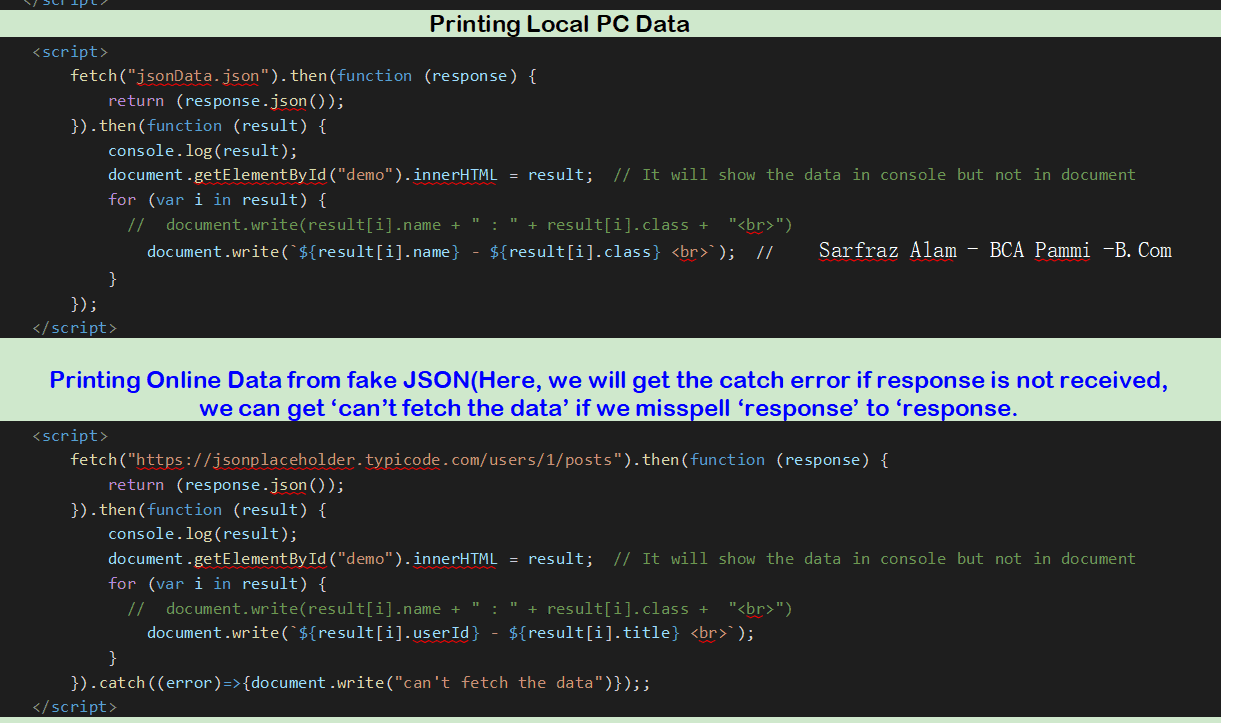 </script>
Printing Local PC Data
<script>
fetch("jsonData.json").then(function (response) {
return (response.json());
}).then(function (result) {
console.log(result);
document.getElementById("demo").innerHTML = result;  // It will show the data in console but not in document
for (var i in result) {
//  document.write(result[i].name + " : " + result[i].class +  "<br>")
document.write(`${result[i].name} - ${result[i].class} <br>`);  //    Sarfraz Alam - BCA Pammi -B.Com
}
});
</script>
Printing Online Data from fake JSON(Here, we will get the catch error if response is not received,
we can get ‘can’t fetch the data’ if we misspell ‘response’ to ‘response.
<script>
fetch("https://jsonplaceholder.typicode.com/users/1/posts").then(function (response) {
return (response.json());
}).then(function (result) {
console.log(result);
document.getElementById("demo").innerHTML = result;  // It will show the data in console but not in document
for (var i in result) {
//  document.write(result[i].name + " : " + result[i].class +  "<br>")
document.write(`${result[i].userId} - ${result[i].title} <br>`);
}
}).catch((error)=>{document.write("can't fetch the data")});;
</script>